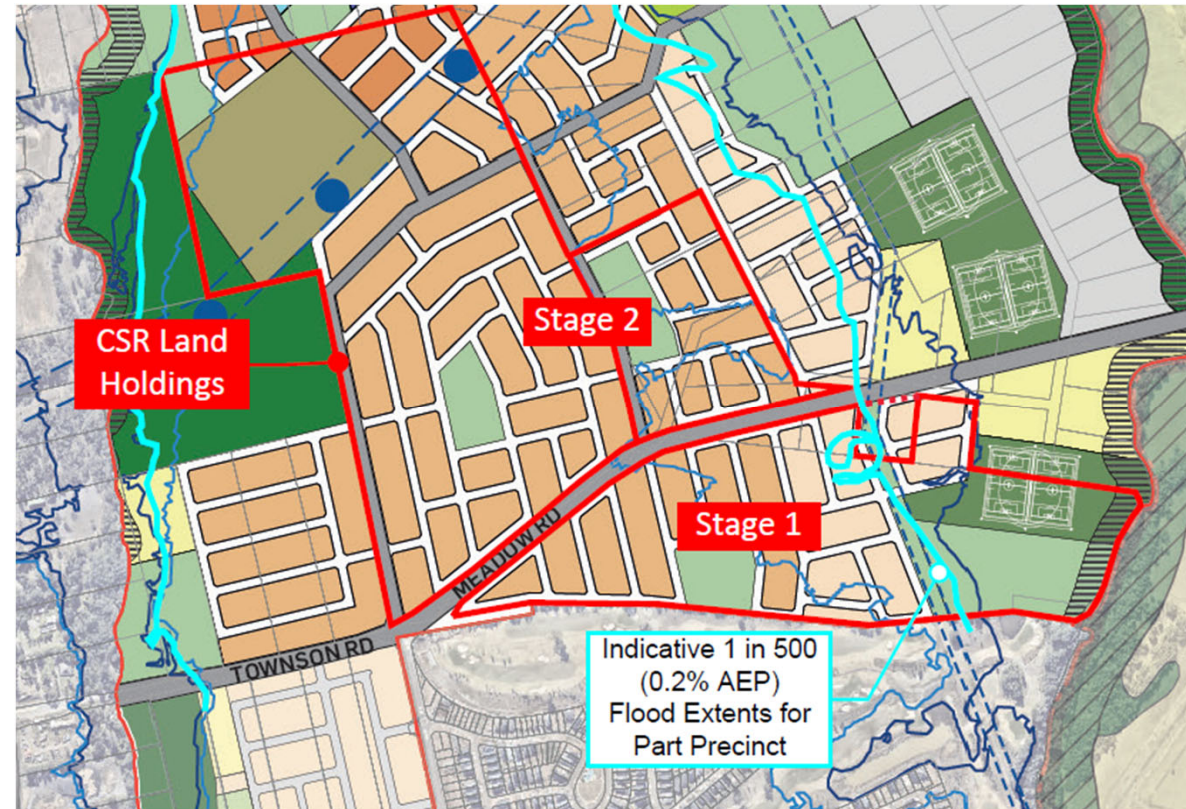 CSR Land
Holdings
Stage 2
Stage 1
MEADOW RD
TOWNSON RD
Indicative 1 in 500
(0.2% AEP)
Flood Extents for
Part Precinct